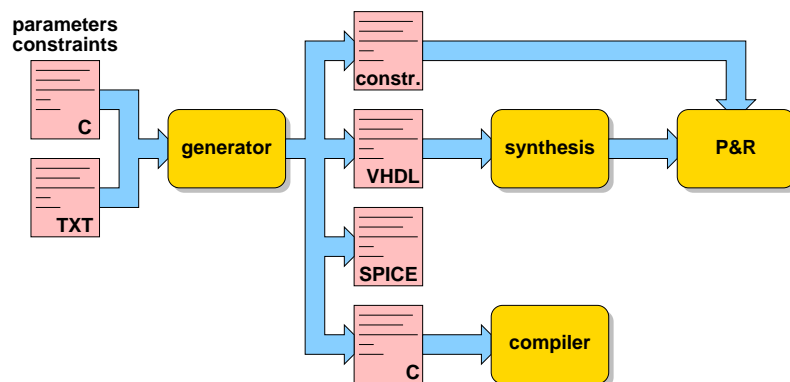 parameters
constraints
C
TXT
generator
constr.
VHDL
SPICE
C
synthesis
P&R
compiler